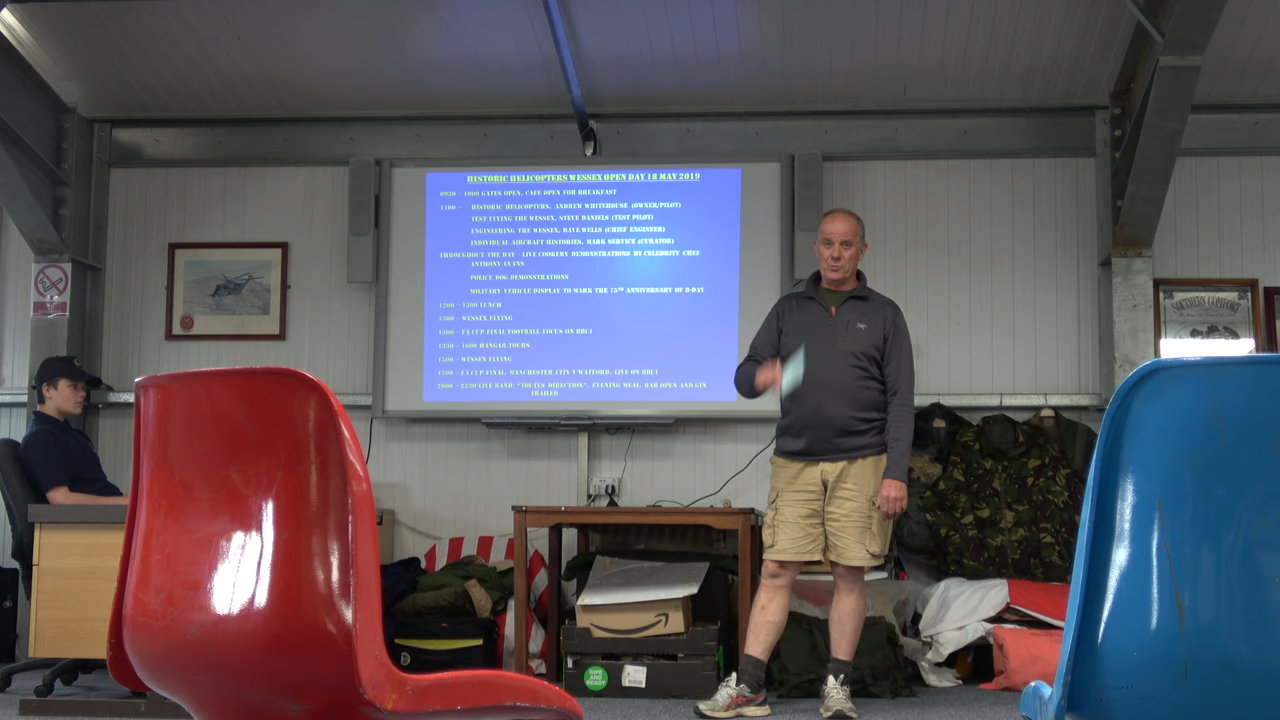 HISTORIC HELICOPTERS WESSEX OPEN DAY 18 MAY 2019
0930 – 1000 GATES OPEN, CAFÉ OPEN FOR BREAKFAST
1100 – HISTORIC HELICOPTERS, ANDREW WHITEHOUSE (OWNER/PILOT)
TEST FLYING THE WESSEX, STEVE DANIELS (TEST PILOT)
ENGINEERING THE WESSEX, DAVE WELLS (CHIEF ENGINEER)
INDIVIDUAL AIRCRAFT HISTORIES, MARK SERVICE (CURATOR)
THROUGHOUT THE DAY – LIVE COOKERY DEMONSTRATIONS BY CELEBRITY CHEF
ANTHONY EVANS
POLICE DOG DEMONSTRATIONS
MILITARY VEHICLE DISPLAY TO MARK THE 75TH ANNIVERSARY OF D-DAY
1200 – 1300 LUNCH
1300 – WESSEX FLYING
1300 – FA CUP FINAL FOOTBALL FOCUS ON BBC1
1330 – 1600 HANGAR TOURS
1500 – WESSEX FLYING
1700 – FA CUP FINAL, MANCHESTER CITY V WATFORD, LIVE ON BBC1
2000 – 2230 LIVE BAND: "TOUTES DIRECTION", EVENING MEAL, BAR OPEN AND GIN
TRAILER
SOUTHERN COMFORT
RIPE AND READY